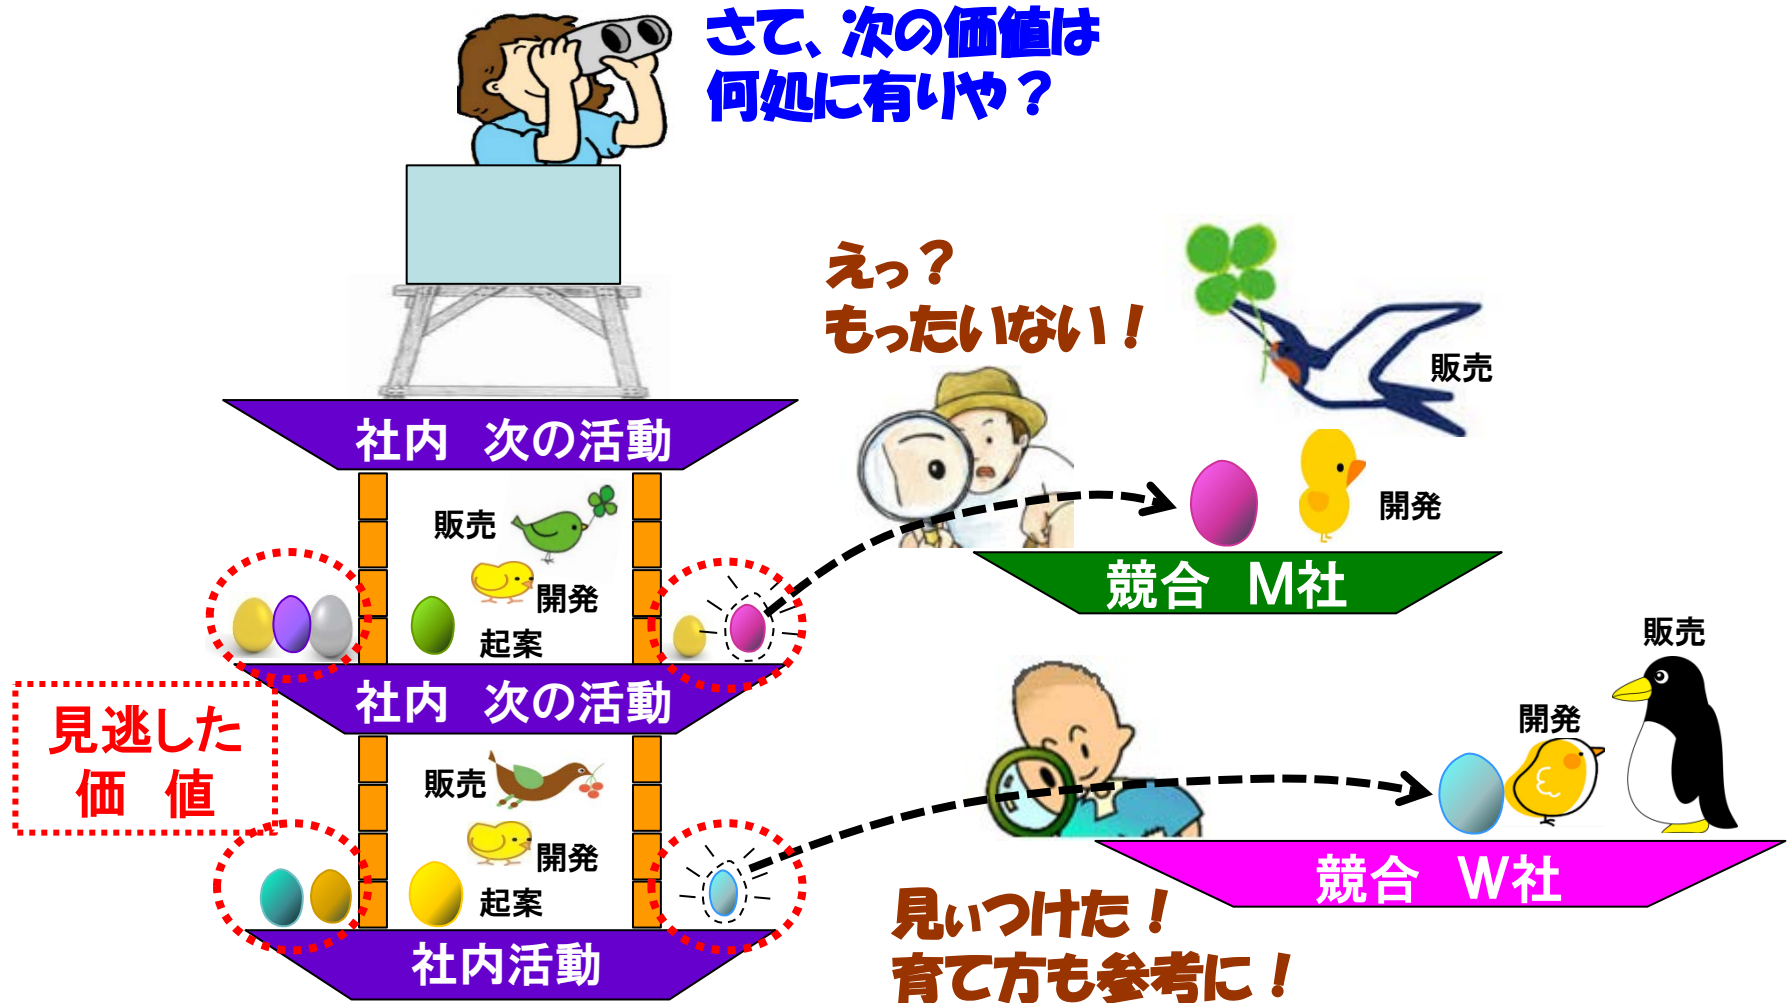 さて、次の価値は
何処に有りや？
えっ？
もったいない！
販売
社内　次の活動
販売
開発
開発
起案
競合　M社
販売
社内　次の活動
見逃した
価　値
開発
販売
開発
起案
競合　W社
見いつけた！
育て方も参考に！
社内活動